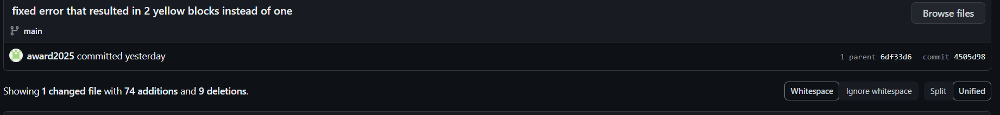 fixed error that resulted in 2 yellow blocks instead of one
Browse files
main
award2025 committed yesterday
1 parent 6df33d6 commit 4505d98
Showing 1 changed file with 74 additions and 9 deletions.
Whitespace Ignore whitespace Split Unified